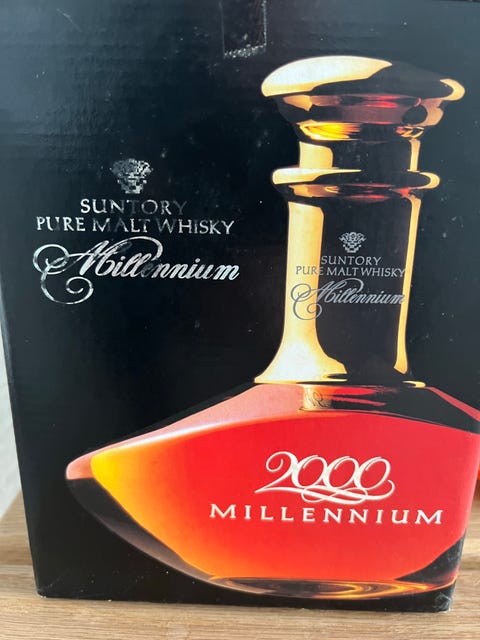 SUNTORY
PURE MALT WHISKY
Millennium
SUNTORY
PURE MALT WHISKY
Millennium
2000
MILLENNIUM